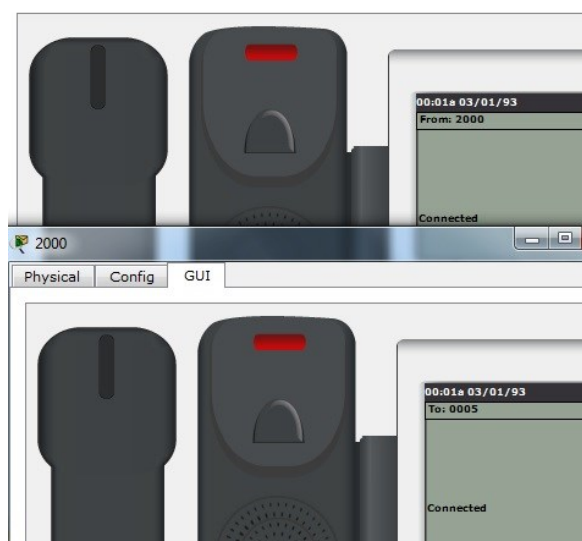 00:01a 03/01/93
From: 2000
Connected
2000
Physical Config GUI
00:01a 03/01/93
To: 0005
Connected